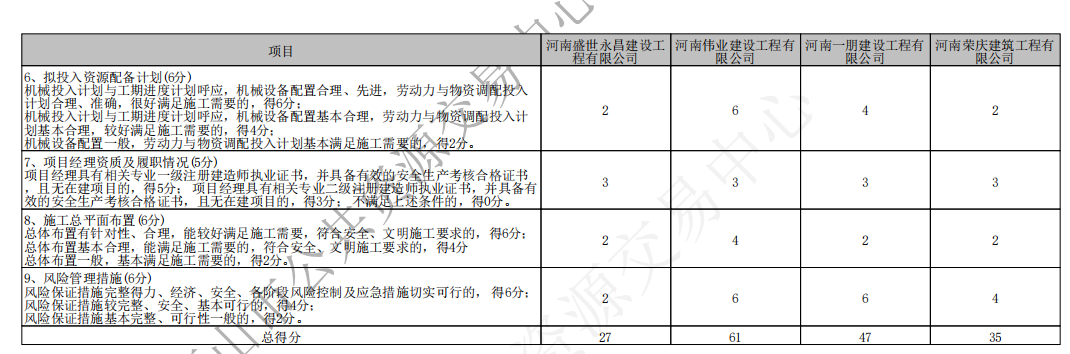 项目
河南盛世永昌建设工
程有限公司
河南伟业建设工程有
限公司
河南一朋建设工程有
限公司
河南荣庆建筑工程有
限公司
6、拟投入资源配备计划(6分)
机械投入计划与工期进度计划呼应，机械设备配置合理、先进，劳动力与物资调配投入
计划合理、准确，很好满足施工需要的，得6分；
机械投入计划与工期进度计划呼应，机械设备配置基本合理，劳动力与物资调配投入计
划基本合理，较好满足施工需要的，得4分；
机械设备配置一般，劳动力与物资调配投入计划基本满足施工需要的，得2分。
2 6 4 2
7、项目经理资质及履职情况(5分)
项目经理具有相关专业一级注册建造师执业证书，并具备有效的安全生产考核合格证书
，且无在建项目的，得5分； 项目经理具有相关专业二级注册建造师执业证书，并具备有
效的安全生产考核合格证书，且无在建项目的，得3分； 不满足上述条件的，得0分。
3 3 3 3
8、施工总平面布置(6分)
总体布置有针对性、合理，能较好满足施工需要，符合安全、文明施工要求的，得6分；
总体布置基本合理，能满足施工需要的，符合安全、文明施工要求的，得4分
总体布置一般，基本满足施工需要的，得2分。
2 4 2 2
9、风险管理措施(6分)
风险保证措施完整得力、经济、安全、各阶段风险控制及应急措施切实可行的， 得6分；
风险保证措施较完整、安全、基本可行的，得4分；
风险保证措施基本完整、可行性一般的，得2分。
2 6 6 4
总得分 27 61 47 35
山市公共资源交易中心
资源交易中心